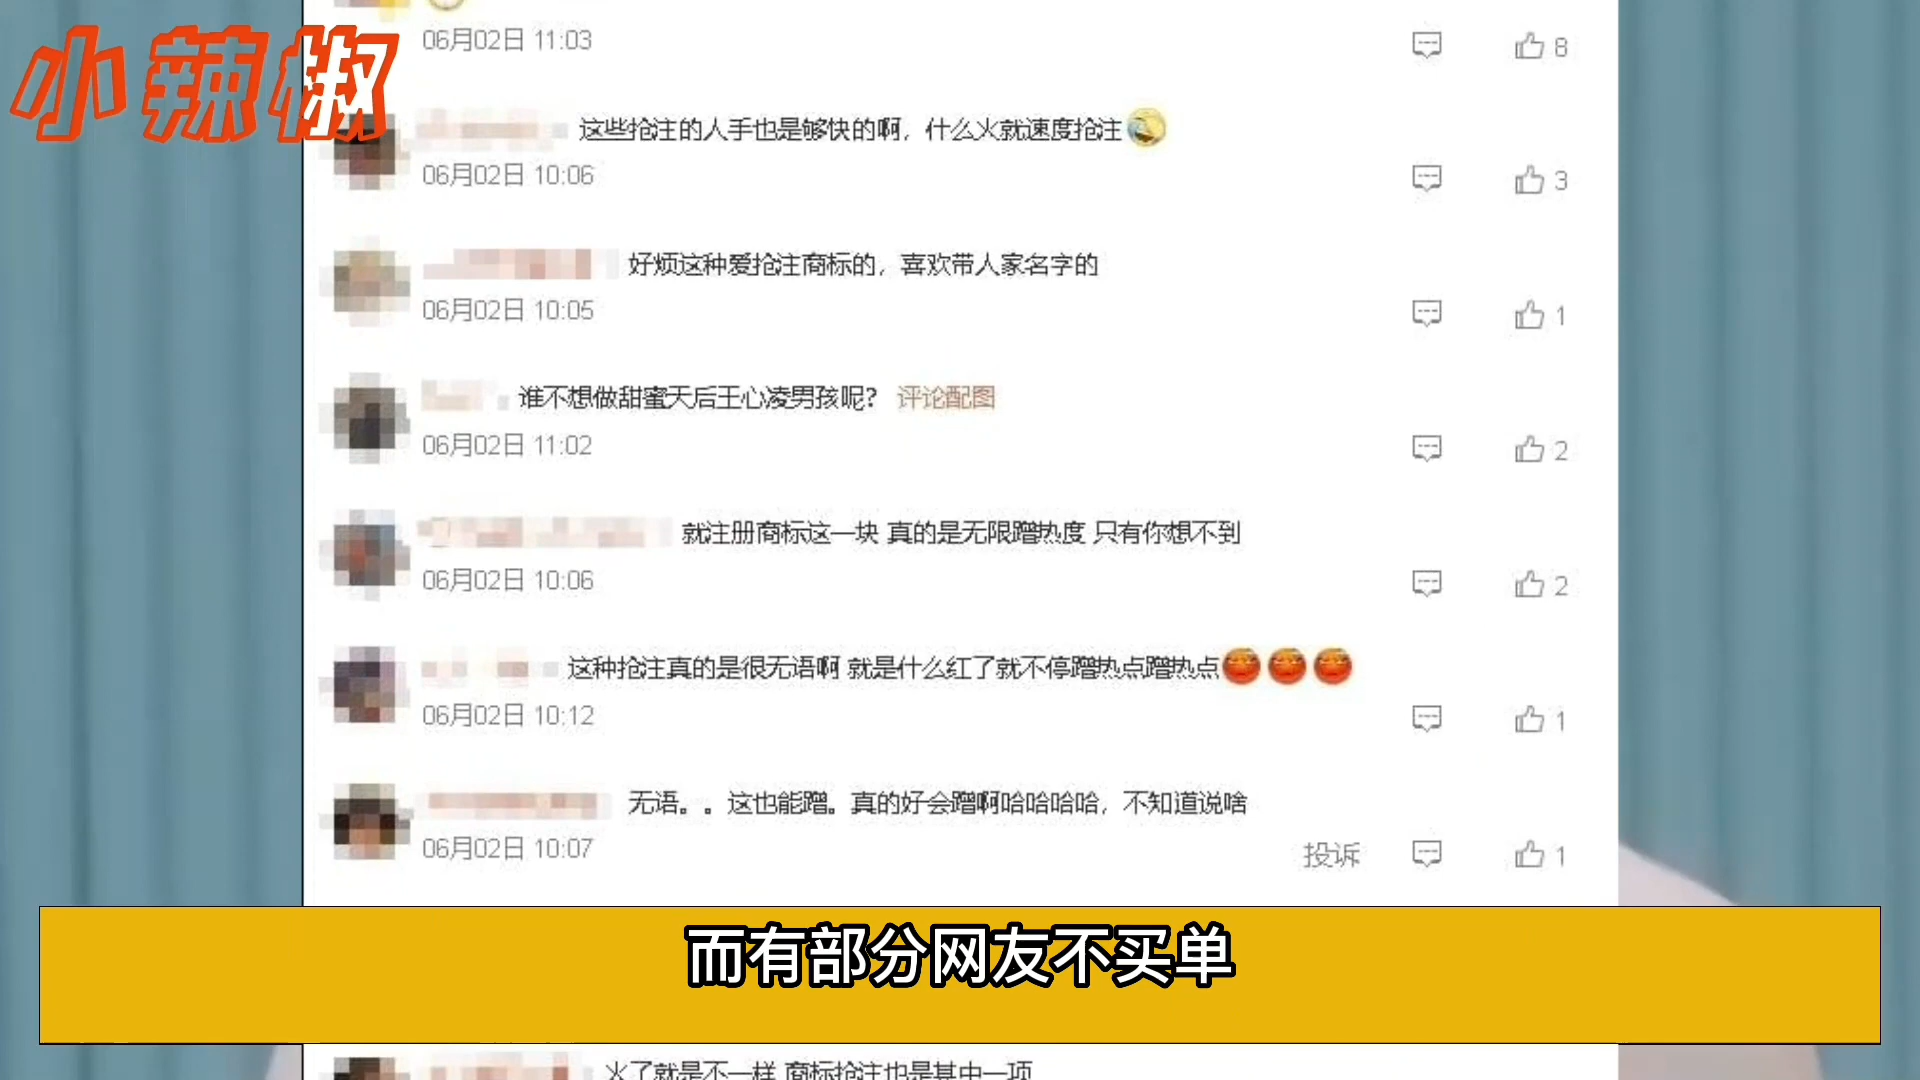 小辣椒
06月02日 11:03
8
这些抢注的人手也是够快的啊，什么火就速度抢注
06月02日 10:06
3
好烦这种爱抢注商标的，喜欢带人家名字的
06月02日 10:05
1
谁不想做甜蜜天后王心凌男孩呢? 评论配图
06月02日 11:02
2
就注册商标这一块 真的是无限蹭热度 只有你想不到
06月02日 10:06
2
这种抢注真的是很无语啊 就是什么红了就不停蹭热点蹭热点
06月02日 10:12
1
无语。。这也能蹭。真的好会蹭啊哈哈哈哈，不知道说啥
06月02日 10:07
投诉
1
而有部分网友不买单
火了就是不一样 商标抢注也是其中一项